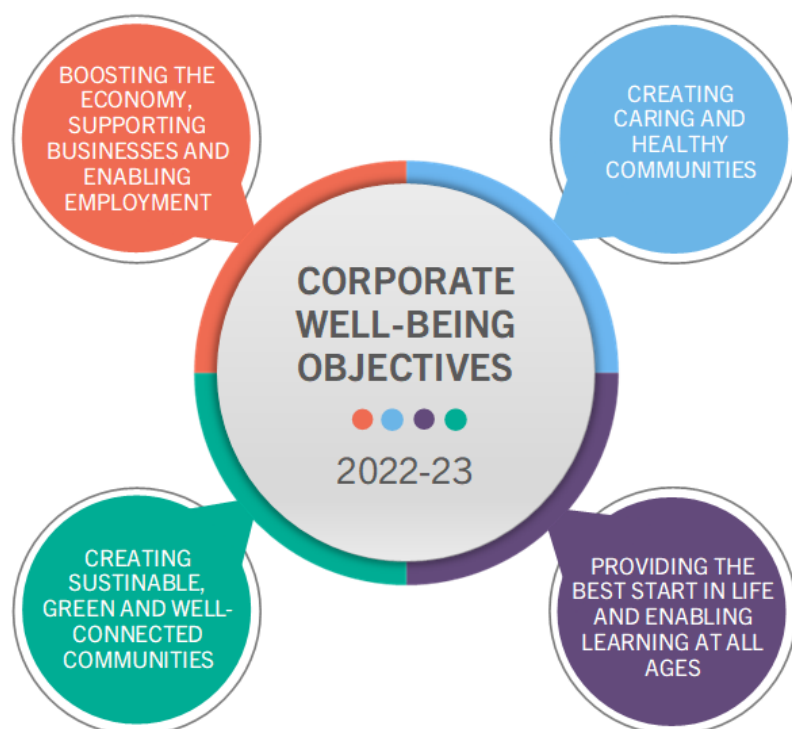 BOOSTING THE
ECONOMY,
SUPPORTING
BUSINESSES AND
ENABLING
EMPLOYMENT
CREATING
CARING AND
HEALTHY
COMMUNITIES
CORPORATE
WELL-BEING
OBJECTIVES
2022-23
CREATING
SUSTINABLE,
GREEN AND WELL-
CONNECTED
COMMUNITIES
PROVIDING THE
BEST START IN LIFE
AND ENABLING
LEARNING AT ALL
AGES